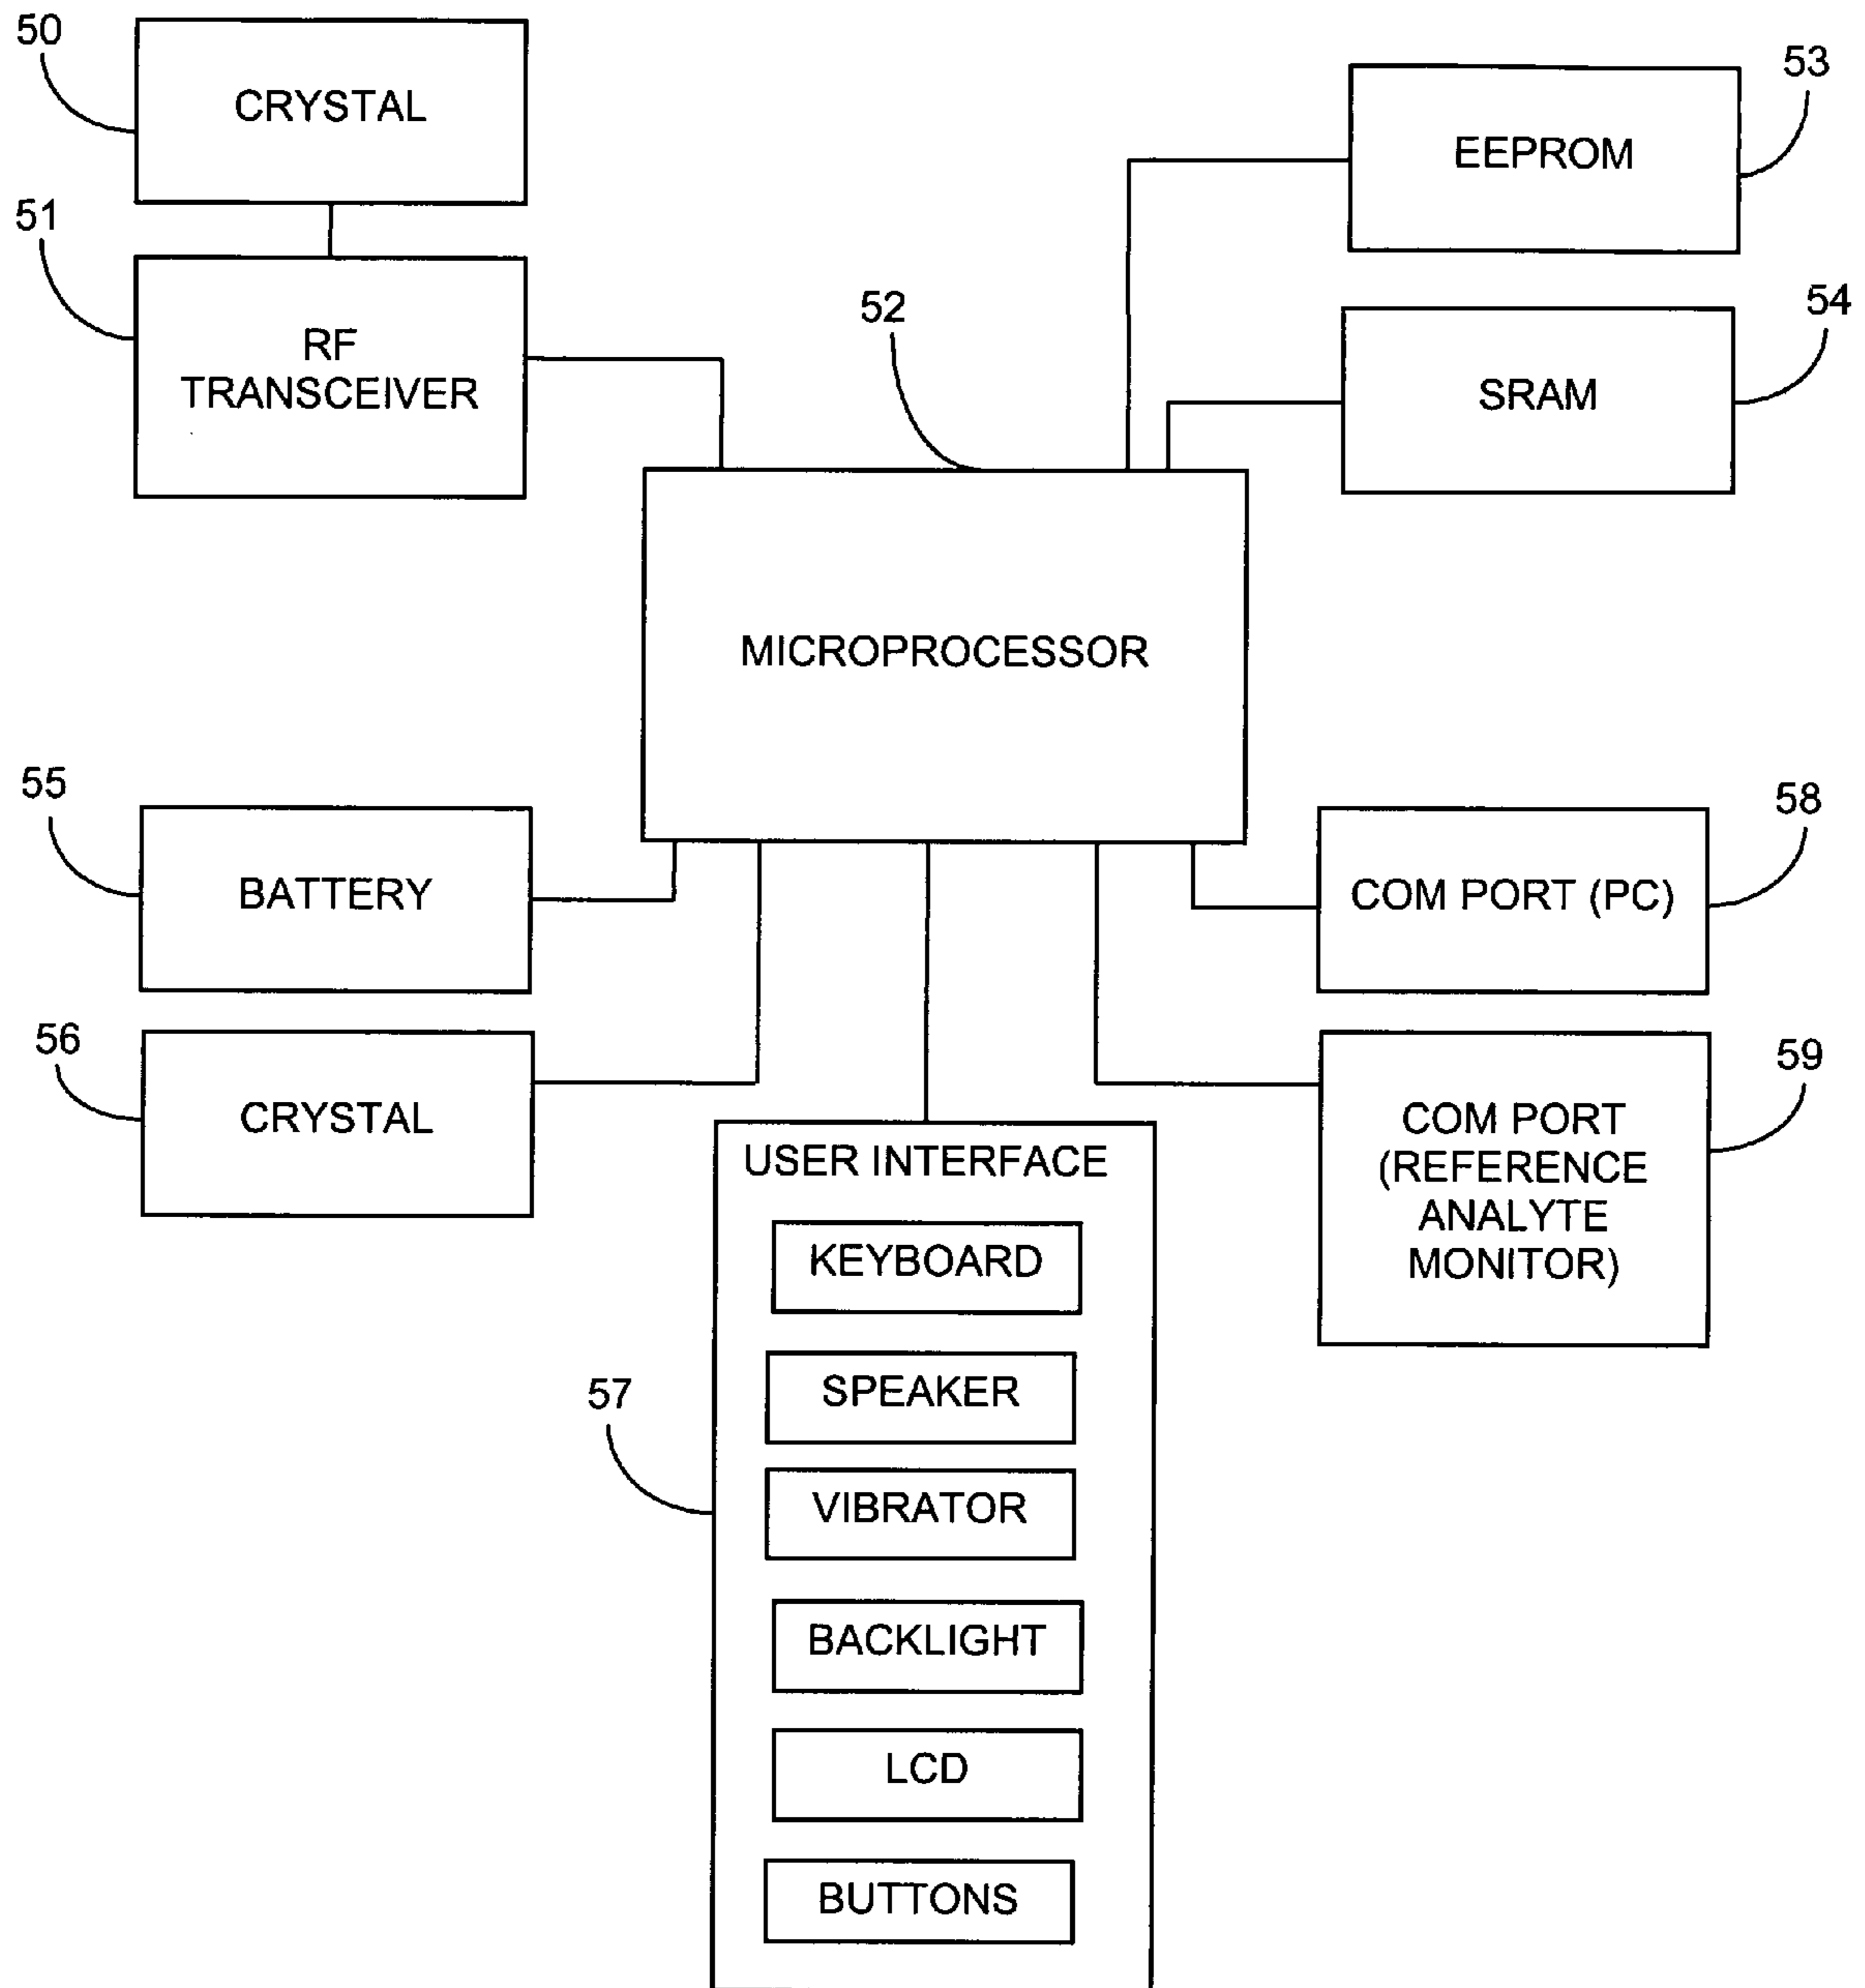 50
CRYSTAL
53
EEPROM
51
RF
TRANSCEIVER
52
54
SRAM
MICROPROCESSOR
55
BATTERY
58
COM PORT (PC)
56
CRYSTAL
59
COM PORT
(REFERENCE
ANALYTE
MONITOR)
USER INTERFACE
KEYBOARD
57
SPEAKER
VIBRATOR
BACKLIGHT
LCD
BUTTONS